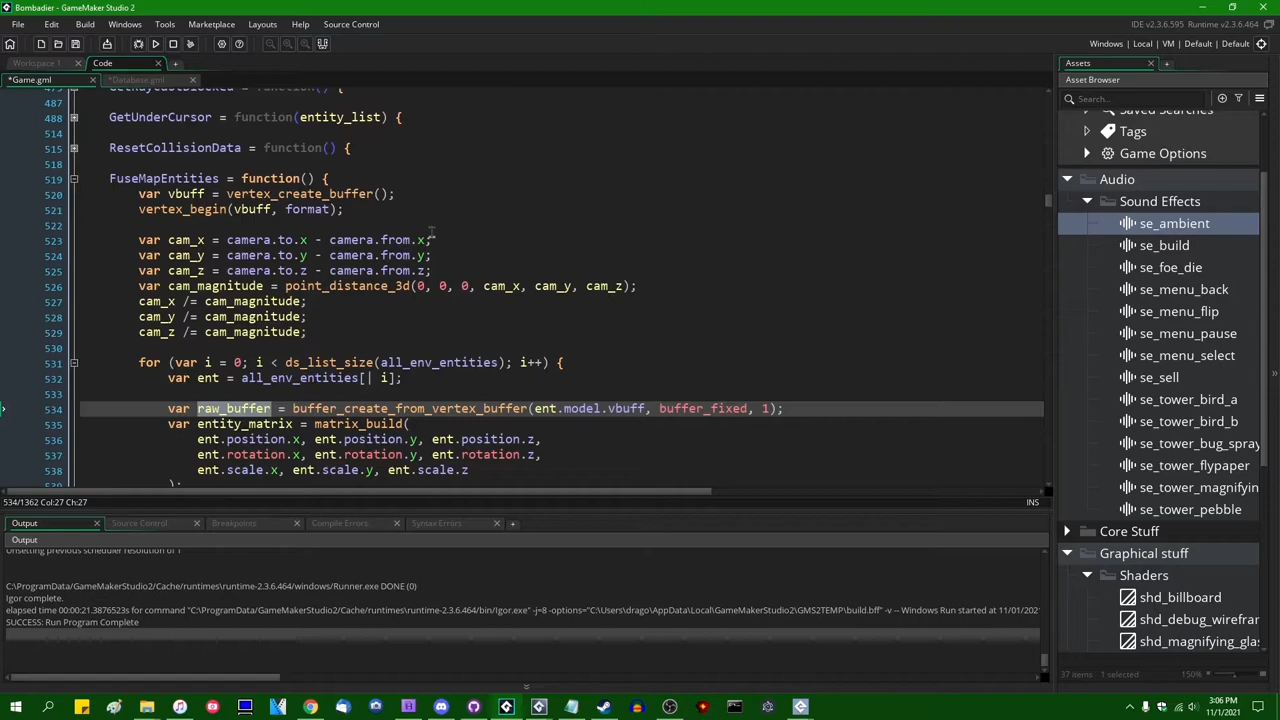 Bombadier - GameMaker Studio 2
File Edit Build Windows Tools Marketplace Layouts Help Source Control
IDE v2.3.6.595 Runtime v2.3.6.464
Windows | Local | VM | Default | Default
Workspace 1 Code
*Game.gml *Database.gml
487
488 GetUnderCursor = function(entity_list) {
514
515 ResetCollisionData = function() {
518
519 FuseMapEntities = function() {
520 var vbuff = vertex_create_buffer();
521 vertex_begin(vbuff, format);
522
523 var cam_x = camera.to.x - camera.from.x;
524 var cam_y = camera.to.y - camera.from.y;
525 var cam_z = camera.to.z - camera.from.z;
526 var cam_magnitude = point_distance_3d(0, 0, 0, cam_x, cam_y, cam_z);
527 cam_x /= cam_magnitude;
528 cam_y /= cam_magnitude;
529 cam_z /= cam_magnitude;
530
531 for (var i = 0; i < ds_list_size(all_env_entities); i++) {
532 var ent = all_env_entities[| i];
533
534 var raw_buffer = buffer_create_from_vertex_buffer(ent.model.vbuff, buffer_fixed, 1);
535 var entity_matrix = matrix_build(
536 ent.position.x, ent.position.y, ent.position.z,
537 ent.rotation.x, ent.rotation.y, ent.rotation.z,
538 ent.scale.x, ent.scale.y, ent.scale.z
539 );
534/1362 Col:27 Ch:27 INS
Output Source Control Breakpoints Compile Errors Syntax Errors
Output
Unsetting previous scheduler resolution of 1
C:\ProgramData/GameMakerStudio2/Cache/runtimes\runtime-2.3.6.464/windows/Runner.exe DONE (0)
Igor complete.
elapsed time 00:00:21.3876523s for command "C:\ProgramData/GameMakerStudio2/Cache/runtimes\runtime-2.3.6.464/bin/Igor.exe" -j=8 -options="C:\Users\drago\AppData\Local\GameMakerStudio2\GMS2TEMP\build.bff" -v -- Windows Run started at 11/01/202
SUCCESS: Run Program Complete
Assets
Asset Browser
Search...
Saved Searches
Tags
Game Options
Audio
Sound Effects
se_ambient
se_build
se_foe_die
se_menu_back
se_menu_flip
se_menu_pause
se_menu_select
se_sell
se_tower_bird_a
se_tower_bird_b
se_tower_bug_spray
se_tower_flypaper
se_tower_magnifyin
se_tower_pebble
Core Stuff
Graphical stuff
Shaders
shd_billboard
shd_debug_wirefran
shd_magnifying_glas
37 items 1 selected 150%
3:06 PM
11/1/2021